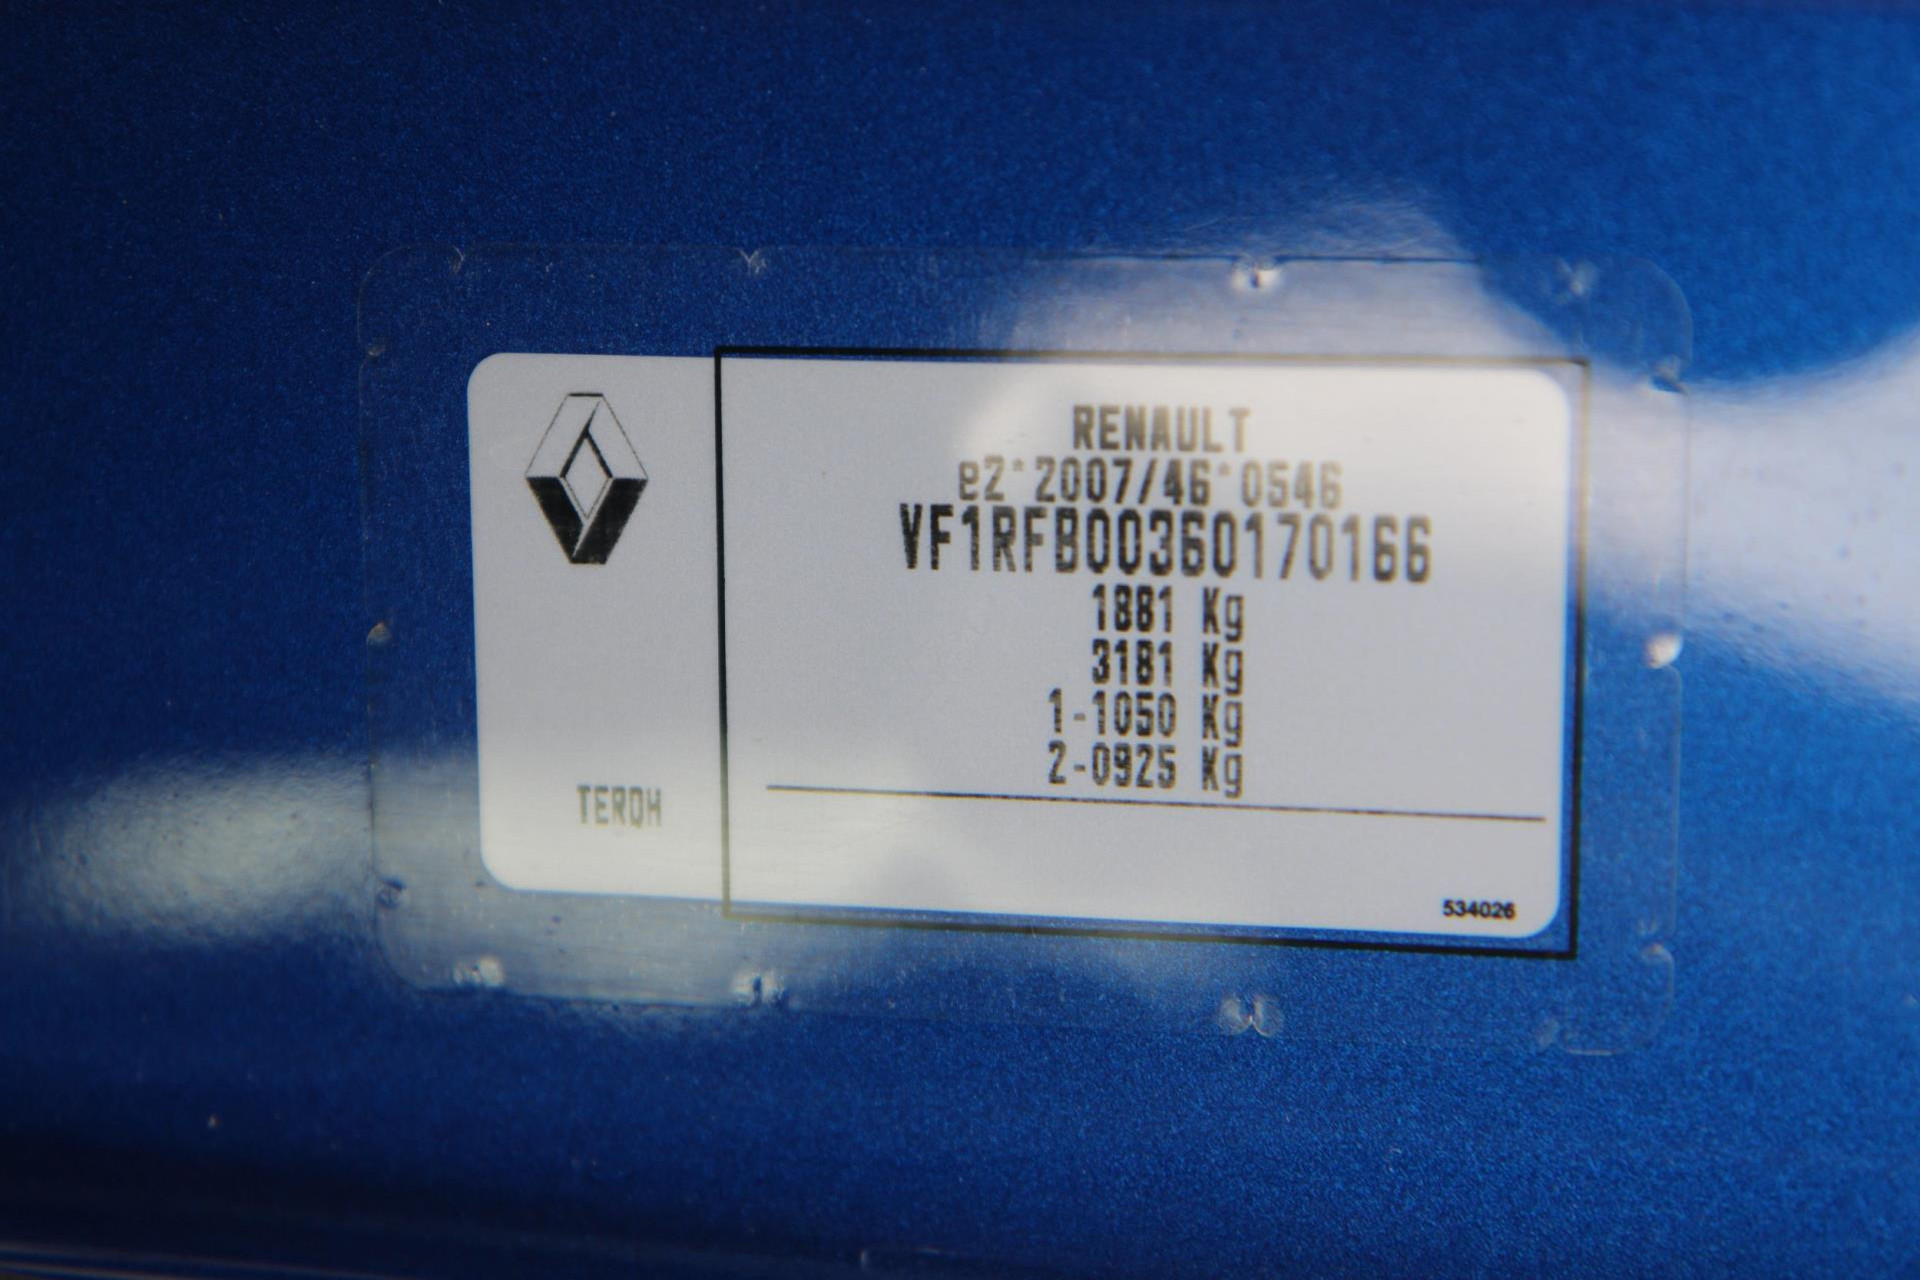 RENAULT
e2*2007/46*0546
VF1RFB00360170166
1881 Kg
3181 Kg
1-1050 Kg
2-0925 Kg
TERQH
534026